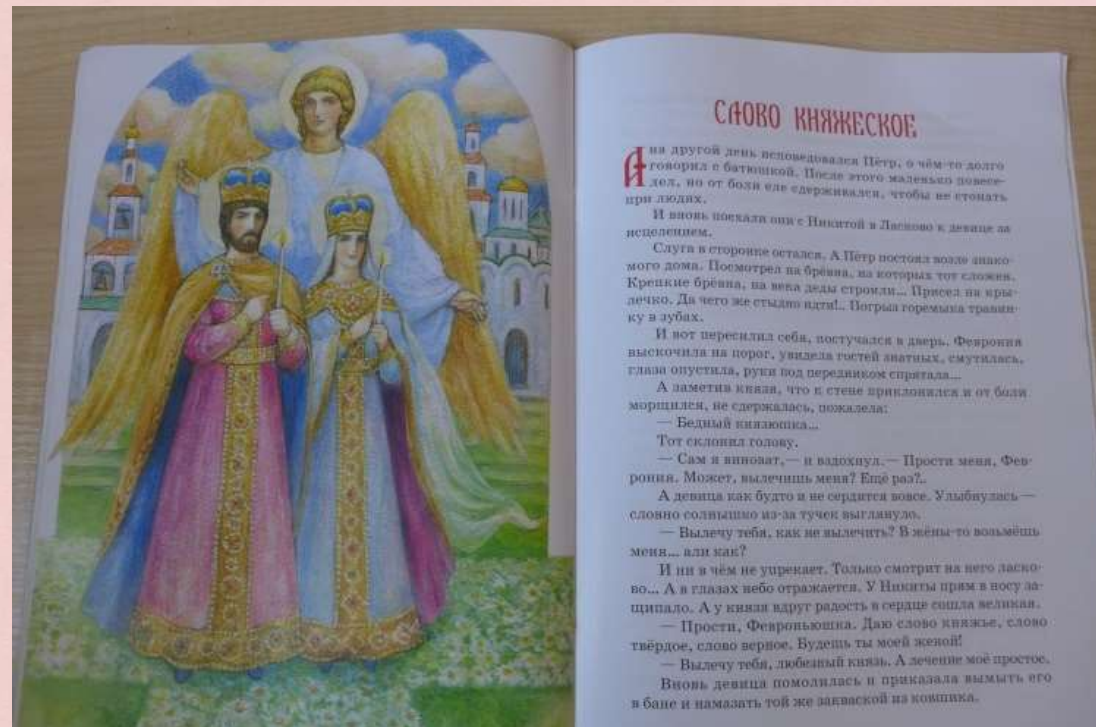 СЛОВО КНЯЖЕСКОЕ
А на другой день исповедовался Пётр, о чём-то долго
говорил с батюшкой. После этого маленько повесе-
лел, но от боли еле сдерживался, чтобы не стонать
при людях.
И вновь поехали они с Никитой в Ласково к девице за
исцелением.
Слуга в сторонке остался. А Пётр постоял возле знако-
мого дома. Посмотрел на брёвна, из которых тот сложен.
Крепкие брёвна, на века деды строили... Присел на кры-
лечко. Да чего же стыдно идти!.. Погрыз горемыка травин-
ку в зубах.
И вот пересилил себя, постучался в дверь. Феврония
выскочила на порог, увидела гостей знатных, смутилась,
глаза опустила, руки под передником спрятала...
А заметив князя, что к стене прислонился и от боли
морщился, не сдержалась, пожалела:
— Бедный князюшка...
Тот склонил голову.
— Сам я виноват,— и вздохнул.— Прости меня, Фев-
рония. Может, вылечишь меня? Ещё раз?..
А девица как будто и не сердится вовсе. Улыбнулась —
словно солнышко из-за тучек выглянуло.
— Вылечу тебя, как не вылечить? В жёны-то возьмёшь
меня... али как?
И ни в чём не упрекает. Только смотрит на него ласко-
во... А в глазах небо отражается. У Никиты прям в носу за-
щипало. А у князя вдруг радость в сердце сошла великая.
— Прости, Февроньюшка. Даю слово княжье, слово
твёрдое, слово верное. Будешь ты моей женой!
— Вылечу тебя, любезный князь. А лечение моё простое.
Вновь девица помолилась и приказала вымыть его
в бане и намазать той же закваской из ковшика.